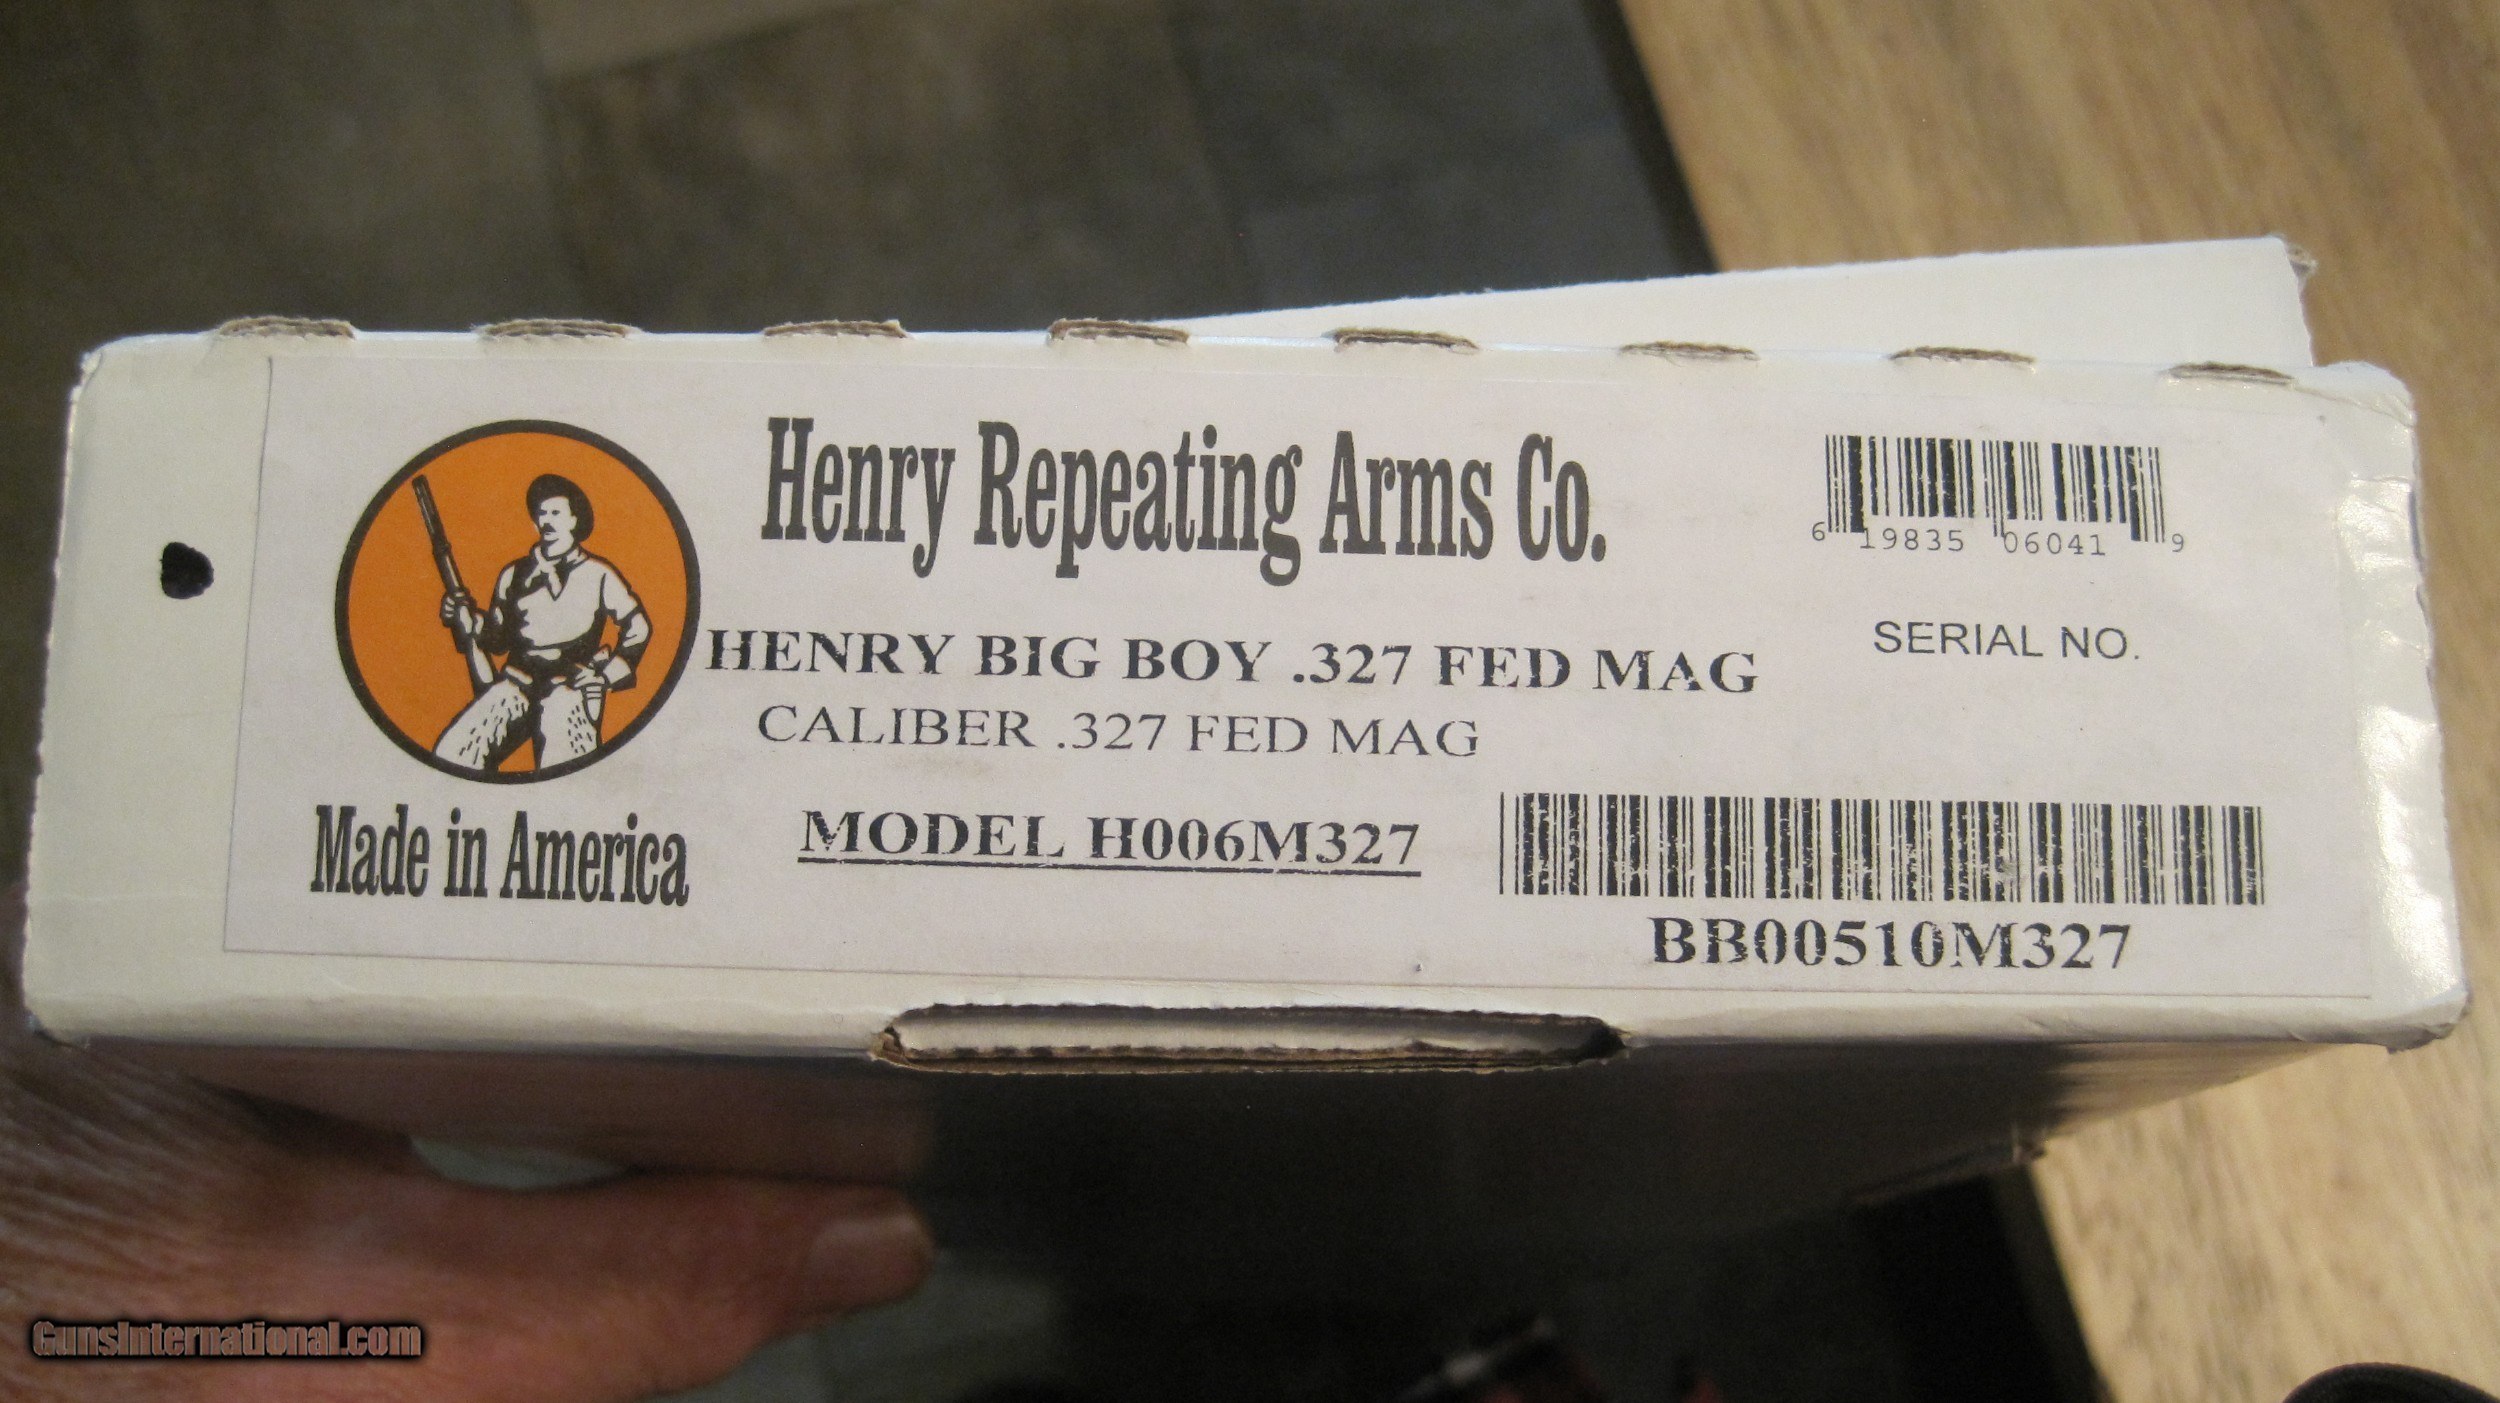 Henry Repeating Arms Co.
6 19835 06041 9
HENRY BIG BOY .327 FED MAG
SERIAL NO.
CALIBER .327 FED MAG
Made in America
MODEL H006M327
BB00510M327
GunsInternational.com